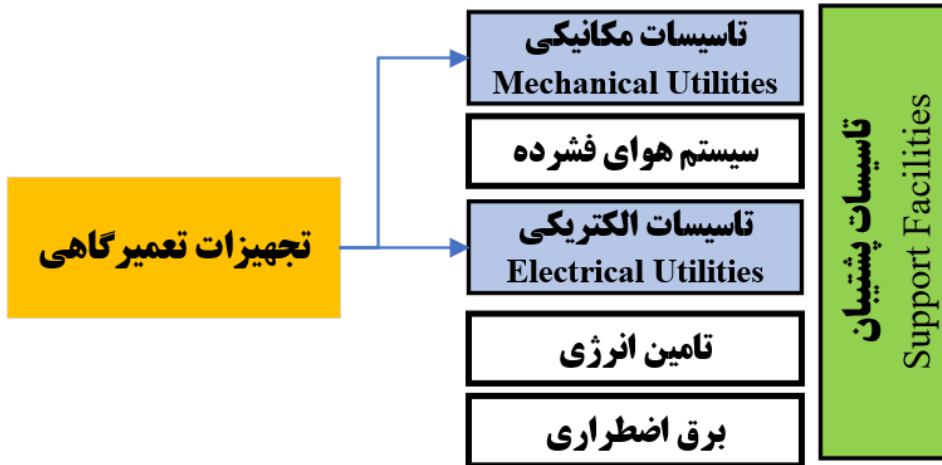 تاسیسات مکانیکی
Mechanical Utilities
سیستم هوای فشرده
تاسیسات الکتریکی
Electrical Utilities
تامین انرژی
برق اضطراری
تاسیسات پشتیبان
Support Facilities
تجهیزات تعمیرگاهی